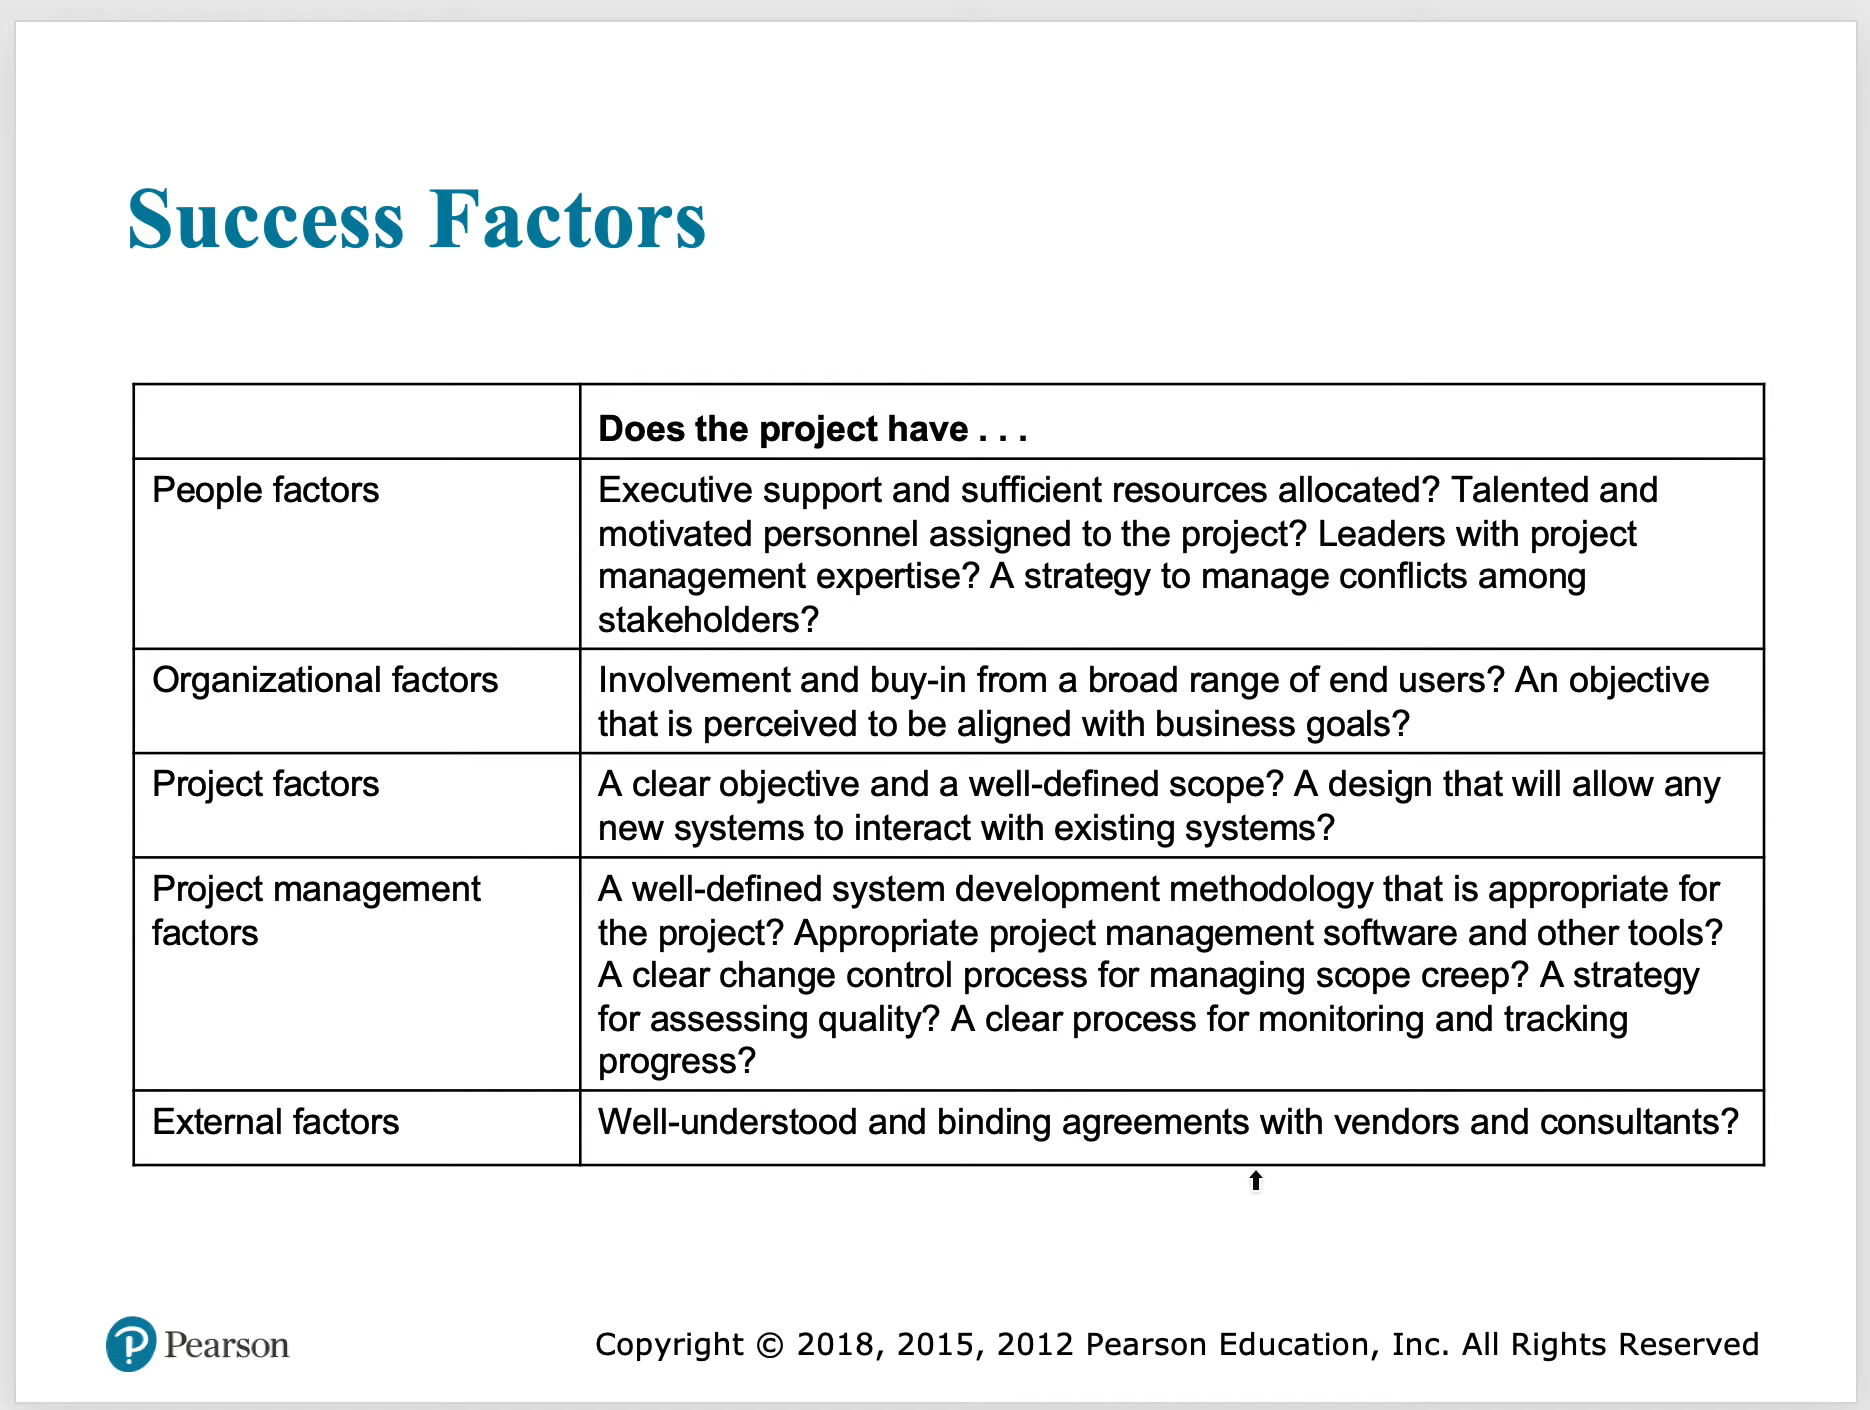 Success Factors
Does the project have . . .
People factors
Executive support and sufficient resources allocated? Talented and
motivated personnel assigned to the project? Leaders with project
management expertise? A strategy to manage conflicts among
stakeholders?
Organizational factors
Involvement and buy-in from a broad range of end users? An objective
that is perceived to be aligned with business goals?
Project factors
A clear objective and a well-defined scope? A design that will allow any
new systems to interact with existing systems?
Project management
factors
A well-defined system development methodology that is appropriate for
the project? Appropriate project management software and other tools?
A clear change control process for managing scope creep? A strategy
for assessing quality? A clear process for monitoring and tracking
progress?
External factors
Well-understood and binding agreements with vendors and consultants?
Pearson
Copyright © 2018, 2015, 2012 Pearson Education, Inc. All Rights Reserved